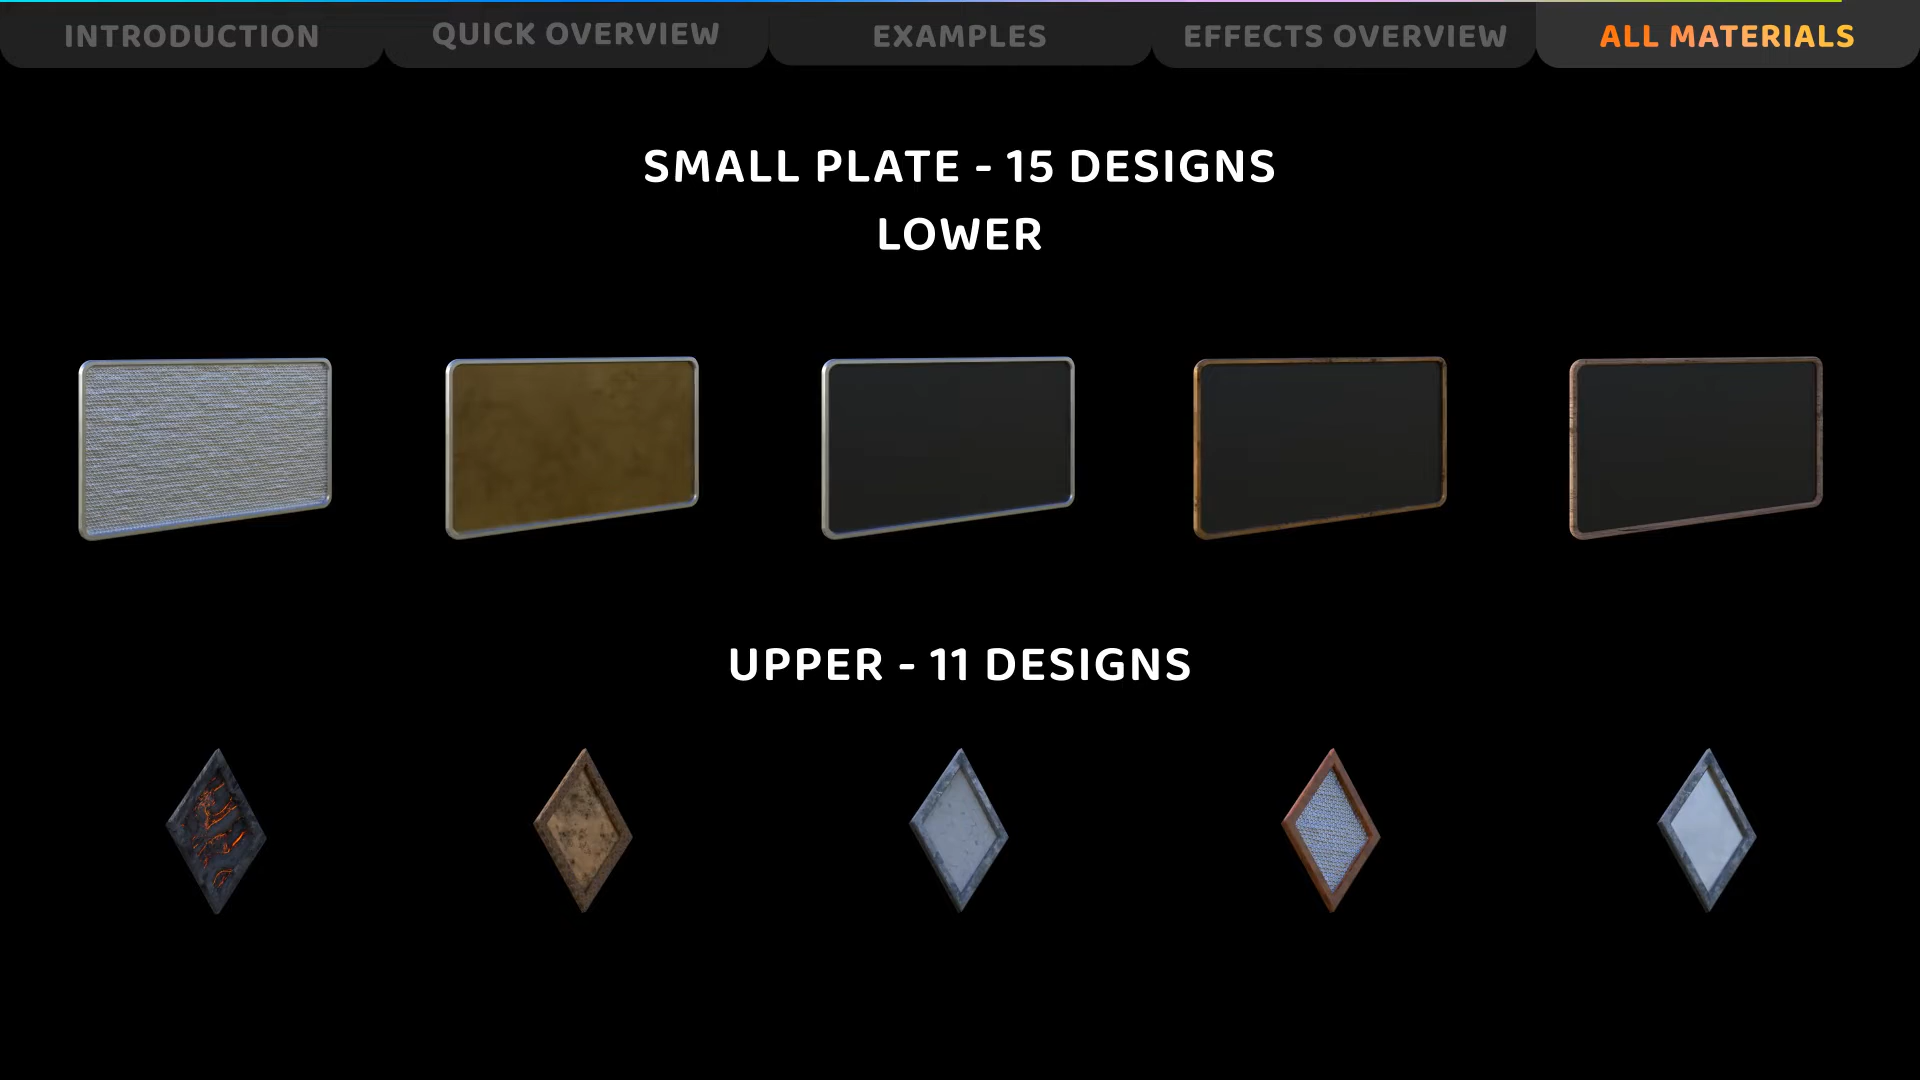 INTRODUCTION
QUICK OVERVIEW
EXAMPLES
EFFECTS OVERVIEW
ALL MATERIALS
SMALL PLATE - 15 DESIGNS
LOWER
UPPER - 11 DESIGNS